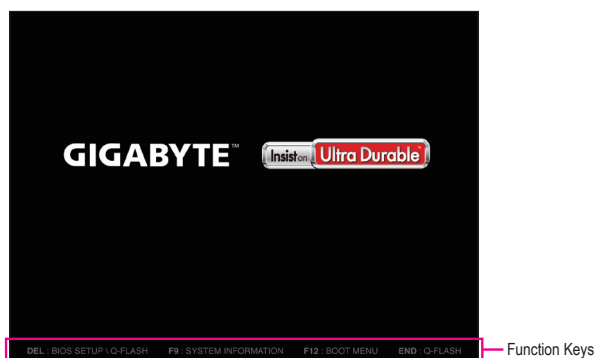 GIGABYTE™ Insist on Ultra Durable™
DEL : BIOS SETUP \ Q-FLASH F9 : SYSTEM INFORMATION F12 : BOOT MENU END : Q-FLASH
Function Keys